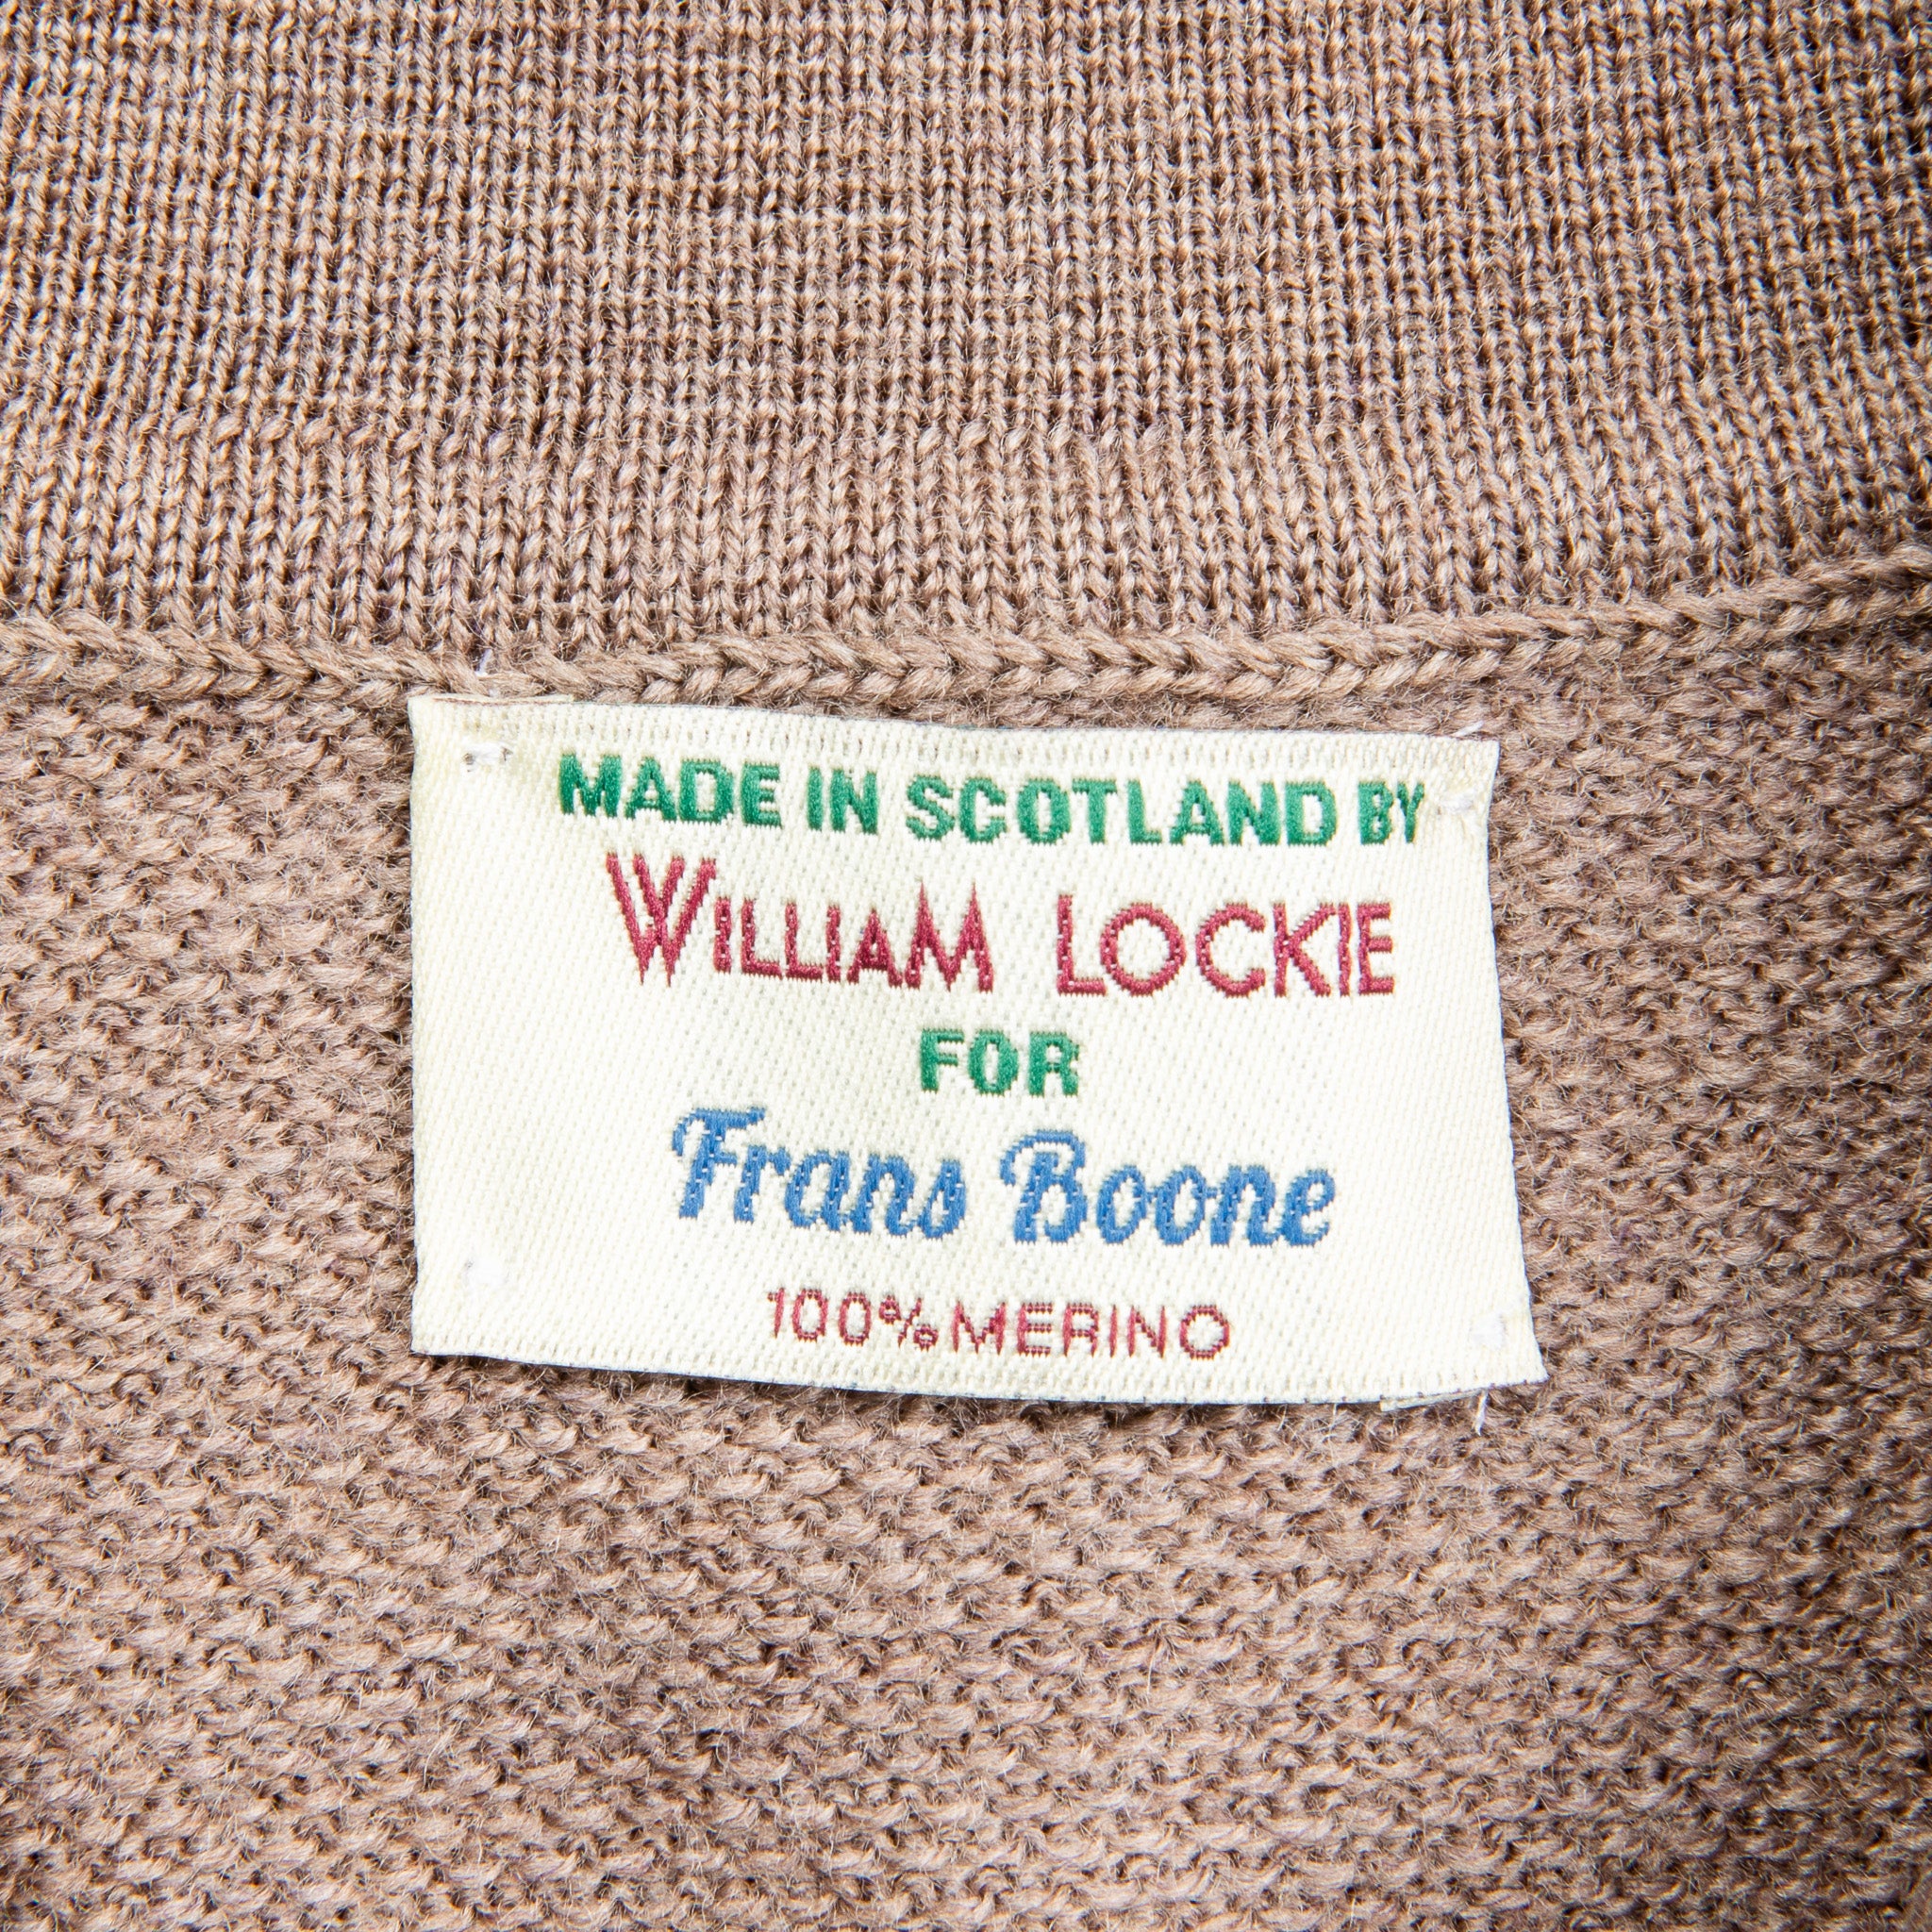 MADE IN SCOTLAND BY
WILLIAM LOCKIE
FOR
Frans Boone
100% MERINO